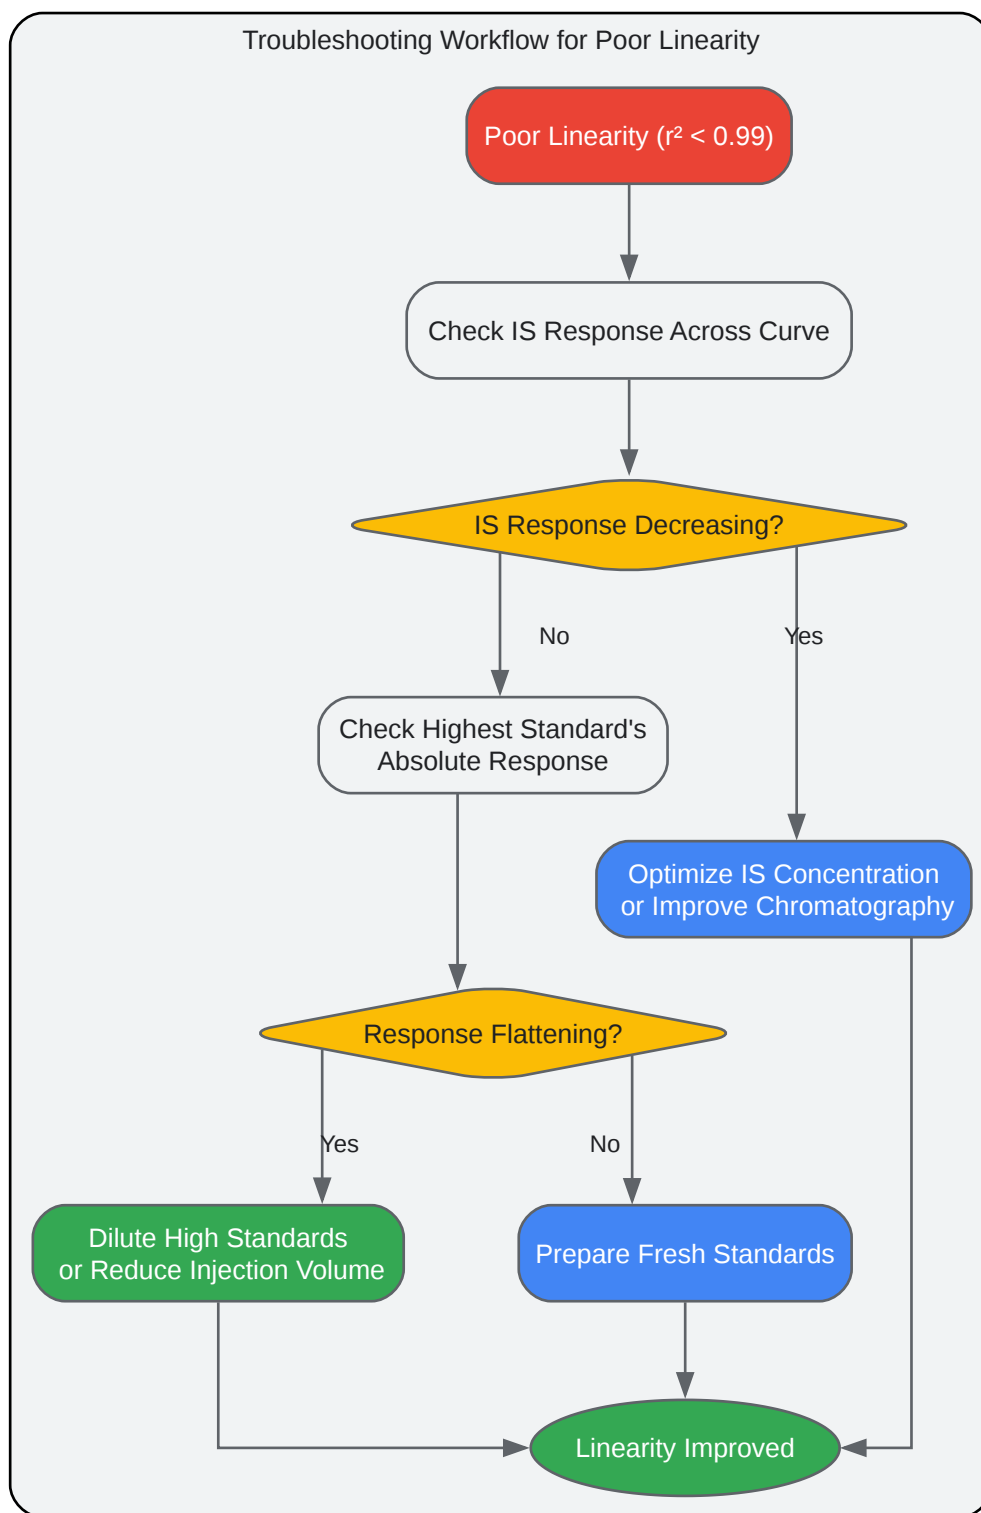 Troubleshooting Workflow for Poor Linearity
Poor Linearity (r² < 0.99)
Check IS Response Across Curve
IS Response Decreasing?
No
Yes
Check Highest Standard's
Absolute Response
Optimize IS Concentration
or Improve Chromatography
Response Flattening?
Yes
No
Dilute High Standards
or Reduce Injection Volume
Prepare Fresh Standards
Linearity Improved